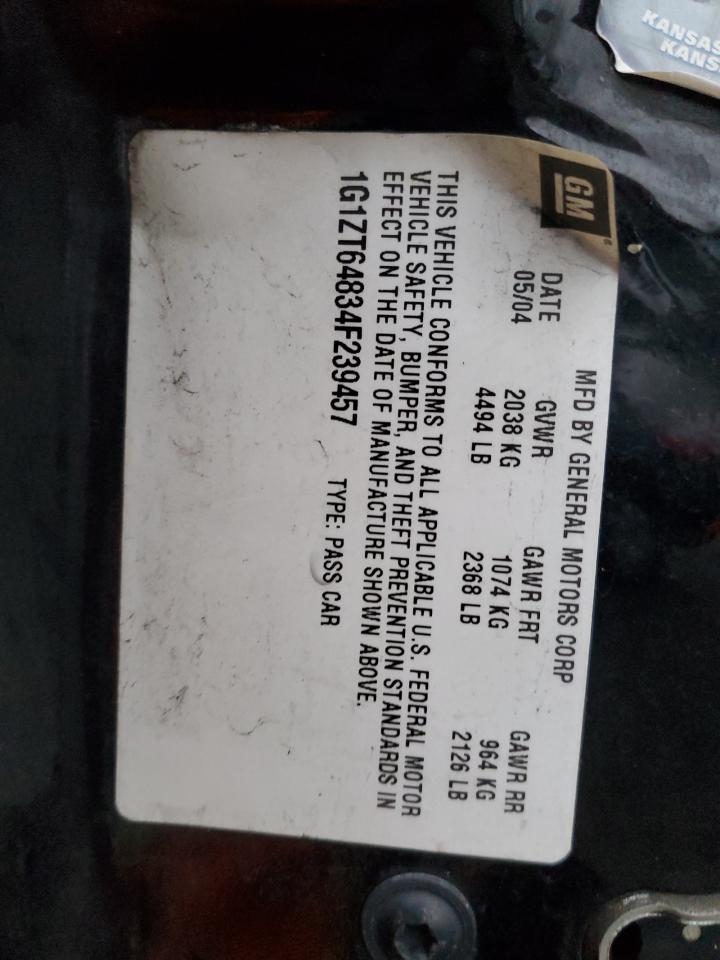 KANSAS
KANS
GM
MFD BY GENERAL MOTORS CORP
DATE GVWR GAWR FRT GAWR RR
05/04 2038 KG 1074 KG 964 KG
4494 LB 2368 LB 2126 LB
THIS VEHICLE CONFORMS TO ALL APPLICABLE U.S. FEDERAL MOTOR
VEHICLE SAFETY, BUMPER, AND THEFT PREVENTION STANDARDS IN
EFFECT ON THE DATE OF MANUFACTURE SHOWN ABOVE.
1G1ZT64834F239457 TYPE: PASS CAR